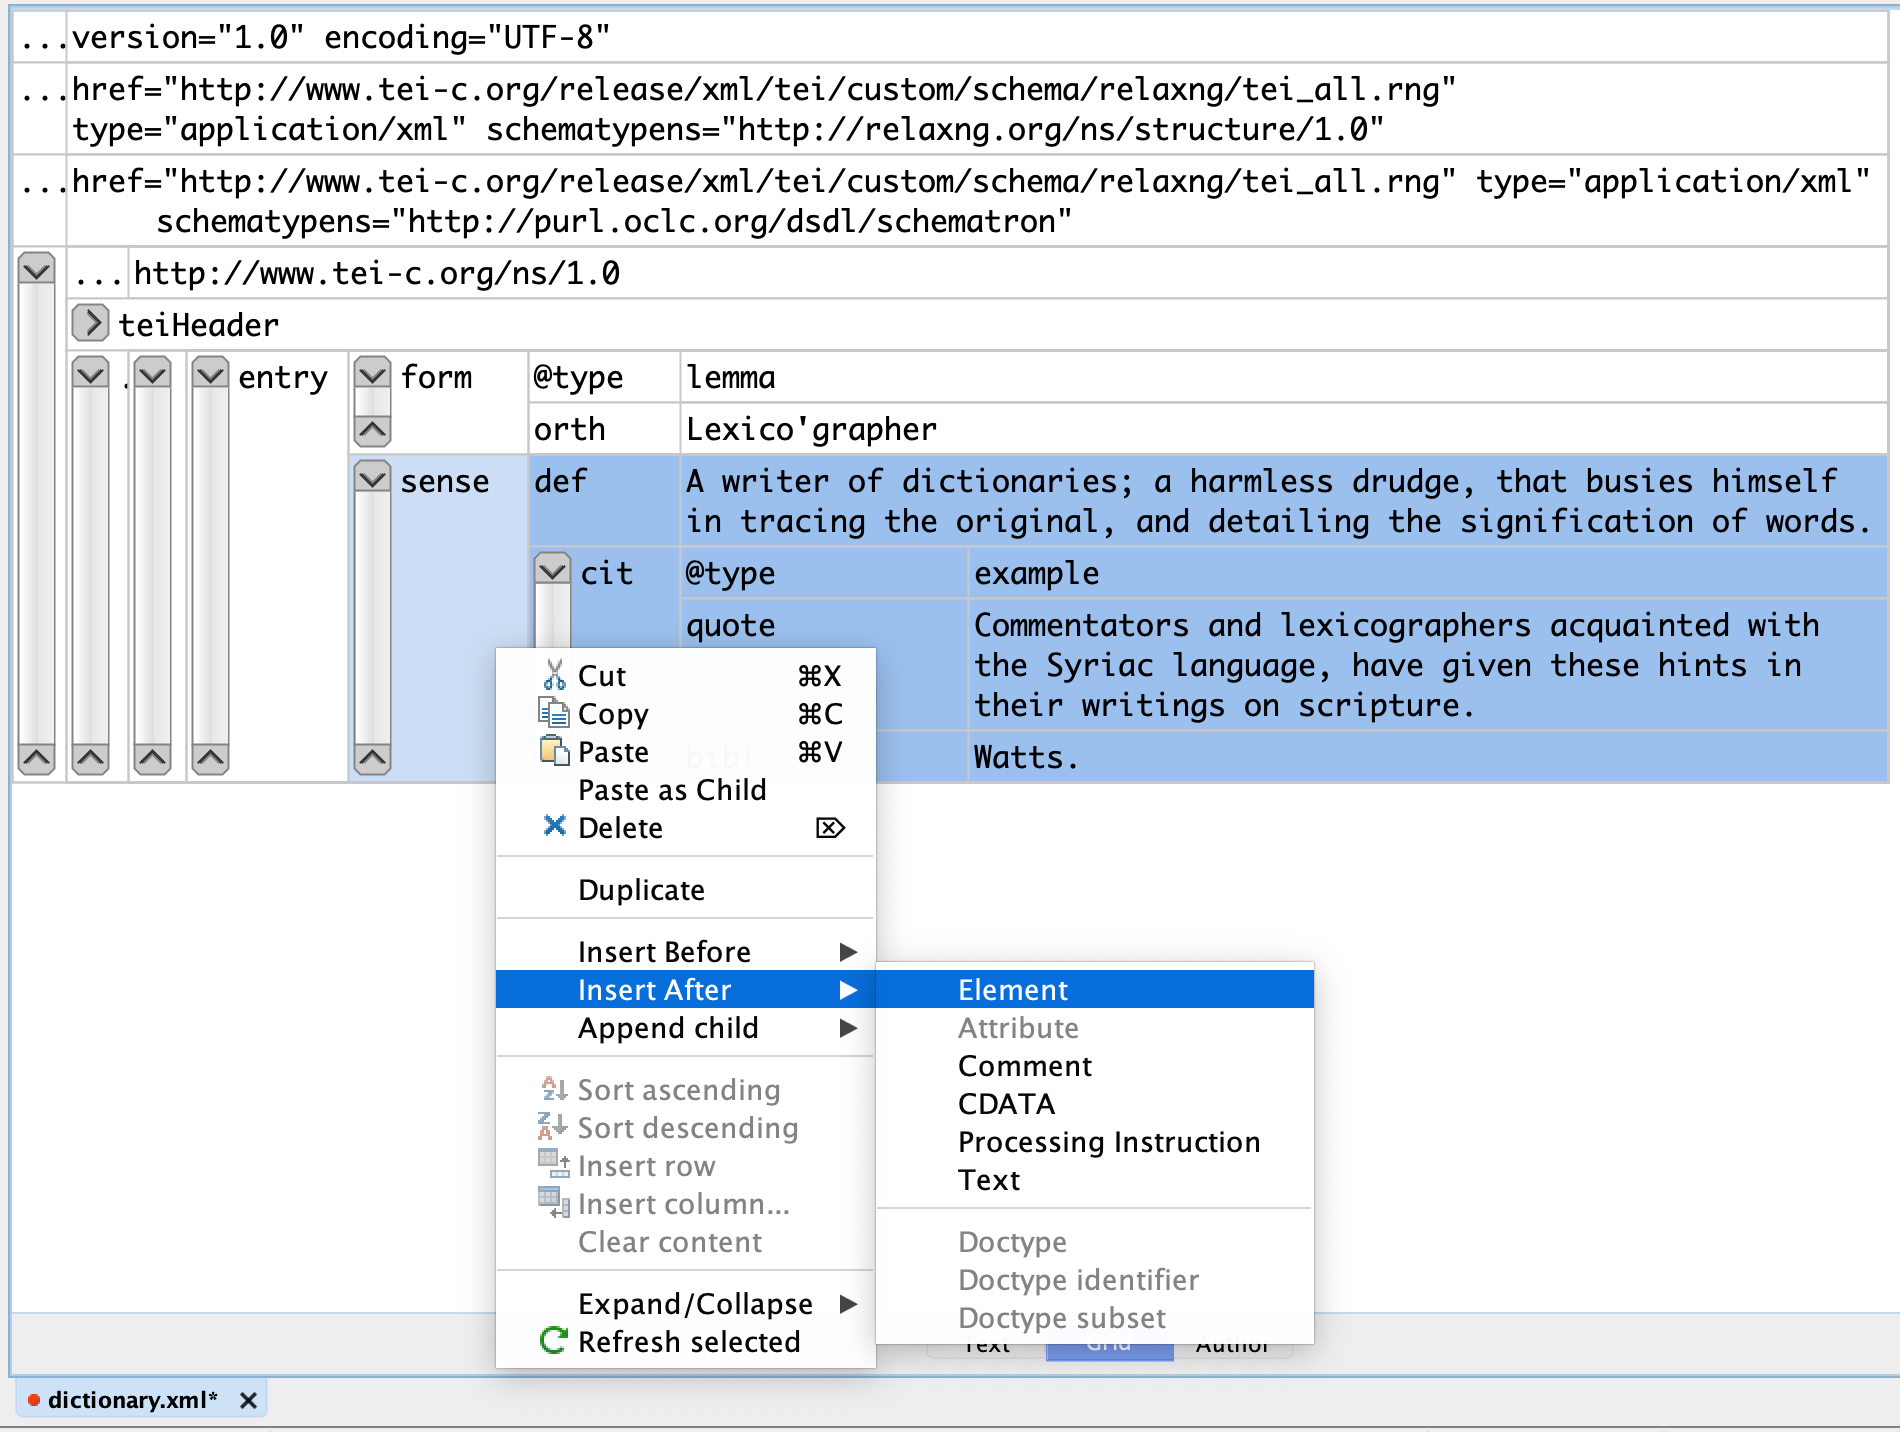 ...version="1.0" encoding="UTF-8"
...href="http://www.tei-c.org/release/xml/tei/custom/schema/relaxng/tei_all.rng"
type="application/xml" schematypens="http://relaxng.org/ns/structure/1.0"
...href="http://www.tei-c.org/release/xml/tei/custom/schema/relaxng/tei_all.rng" type="application/xml"
schematypens="http://purl.oclc.org/dsdl/schematron"
...http://www.tei-c.org/ns/1.0
teiHeader
entry form @type lemma
orth Lexico'grapher
sense def A writer of dictionaries; a harmless drudge, that busies himself
in tracing the original, and detailing the signification of words.
cit @type example
quote Commentators and lexicographers acquainted with
the Syriac language, have given these hints in
their writings on scripture.
bibl Watts.
Cut ⌘X
Copy ⌘C
Paste ⌘V
Paste as Child
Delete ⌦
Duplicate
Insert Before
Insert After
Append child
Sort ascending
Sort descending
Insert row
Insert column...
Clear content
Expand/Collapse
Refresh selected
Element
Attribute
Comment
CDATA
Processing Instruction
Text
Doctype
Doctype identifier
Doctype subset
Text Grid Author
dictionary.xml*